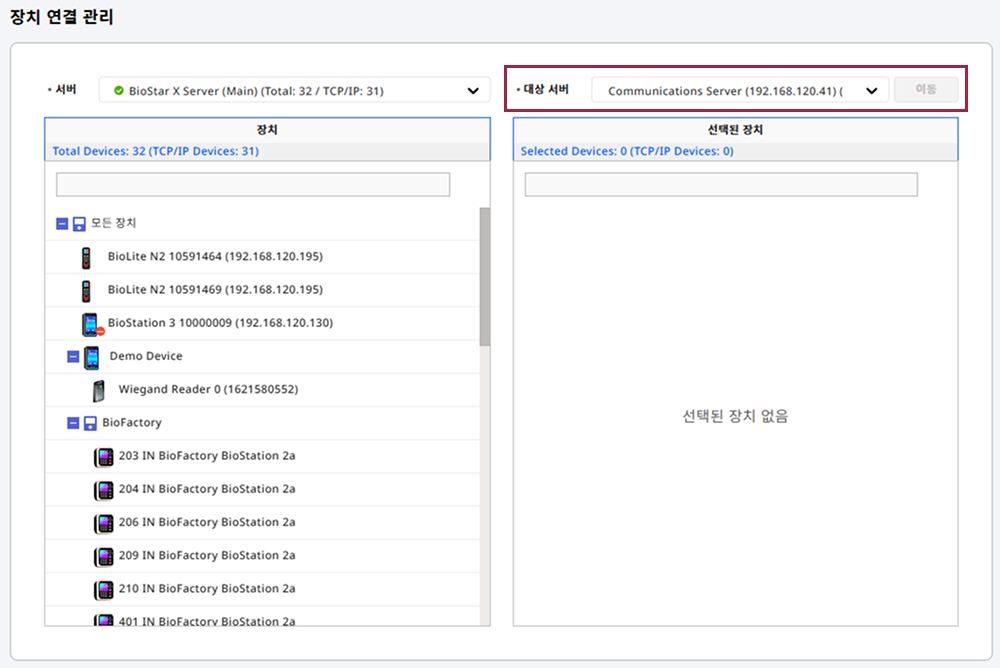 장치 연결 관리
• 서버 BioStar X Server (Main) (Total: 32 / TCP/IP: 31)
• 대상 서버 Communications Server (192.168.120.41) ( 이동
장치
Total Devices: 32 (TCP/IP Devices: 31)
모든 장치
BioLite N2 10591464 (192.168.120.195)
BioLite N2 10591469 (192.168.120.195)
BioStation 3 10000009 (192.168.120.130)
Demo Device
Wiegand Reader 0 (1621580552)
BioFactory
203 IN BioFactory BioStation 2a
204 IN BioFactory BioStation 2a
206 IN BioFactory BioStation 2a
209 IN BioFactory BioStation 2a
210 IN BioFactory BioStation 2a
401 IN BioFactory BioStation 2a
선택된 장치
Selected Devices: 0 (TCP/IP Devices: 0)
선택된 장치 없음